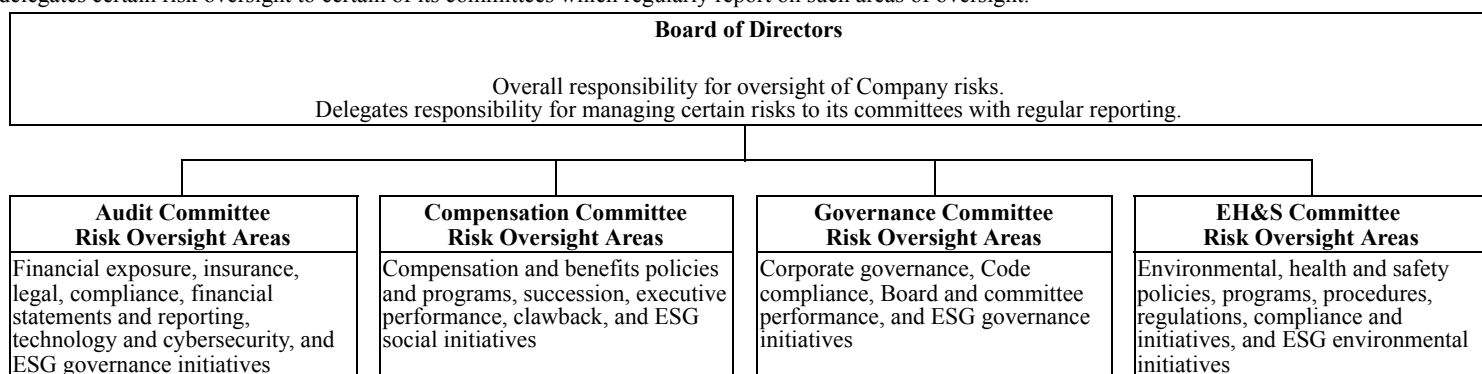 delegates certain risk oversight to certain of its committees which regularly report on such areas of oversight.
Board of Directors
Overall responsibility for oversight of Company risks.
Delegates responsibility for managing certain risks to its committees with regular reporting.
Audit Committee
Risk Oversight Areas
Financial exposure, insurance,
legal, compliance, financial
statements and reporting,
technology and cybersecurity, and
ESG governance initiatives
Compensation Committee
Risk Oversight Areas
Compensation and benefits policies
and programs, succession, executive
performance, clawback, and ESG
social initiatives
Governance Committee
Risk Oversight Areas
Corporate governance, Code
compliance, Board and committee
performance, and ESG governance
initiatives
EH&S Committee
Risk Oversight Areas
Environmental, health and safety
policies, programs, procedures,
regulations, compliance and
initiatives, and ESG environmental
initiatives